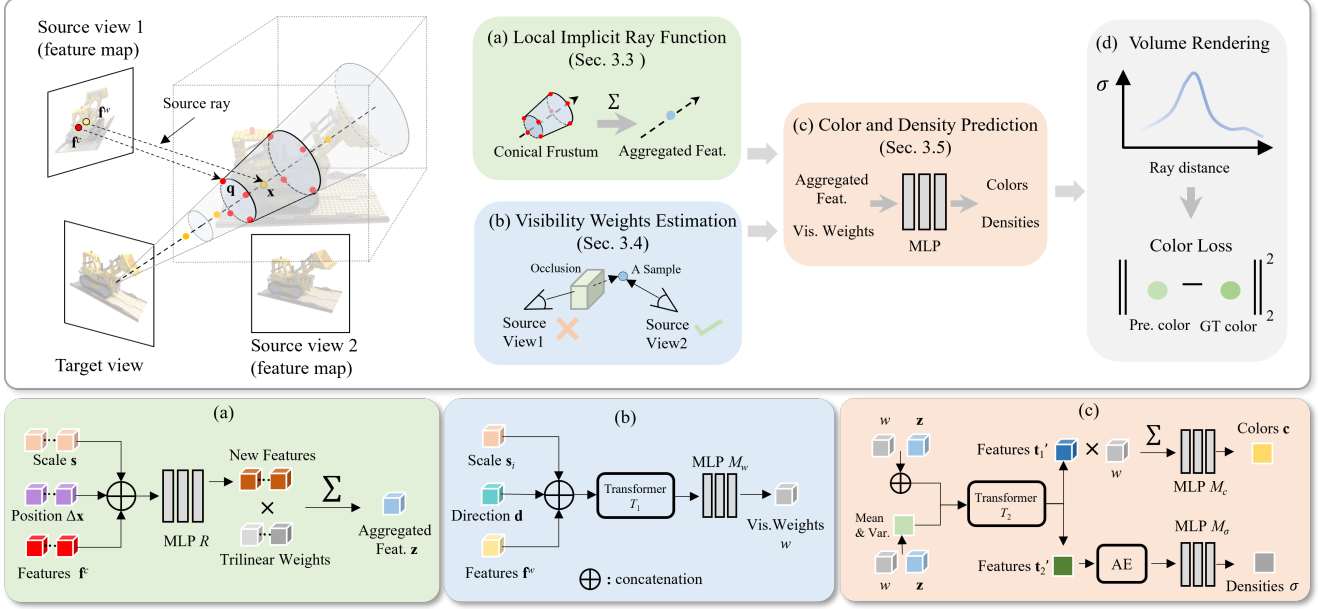 Source view 1
(feature map)
f^w
f^c
Source ray
q
x
Target view
Source view 2
(feature map)
(a) Local Implicit Ray Function
(Sec. 3.3 )
Σ
Conical Frustum
Aggregated Feat.
(b) Visibility Weights Estimation
(Sec. 3.4)
Occlusion
A Sample
Source
View1
Source
View2
(c) Color and Density Prediction
(Sec. 3.5)
Aggregated
Feat.
Vis. Weights
MLP
Colors
Densities
(d) Volume Rendering
σ
Ray distance
Color Loss
2
2
Pre. color
GT color
(a)
Scale s
Position Δx
Features f^c
MLP R
New Features
×
Trilinear Weights
Σ
Aggregated
Feat. z
(b)
Scale s_i
Direction d
Features f^w
Transformer
T_1
MLP M_w
Vis.Weights
w
⊕ : concatenation
(c)
w z
Mean
& Var.
w z
Transformer
T_2
Features t_1'
×
w
Σ
MLP M_c
Colors c
Features t_2'
AE
MLP M_σ
Densities σ